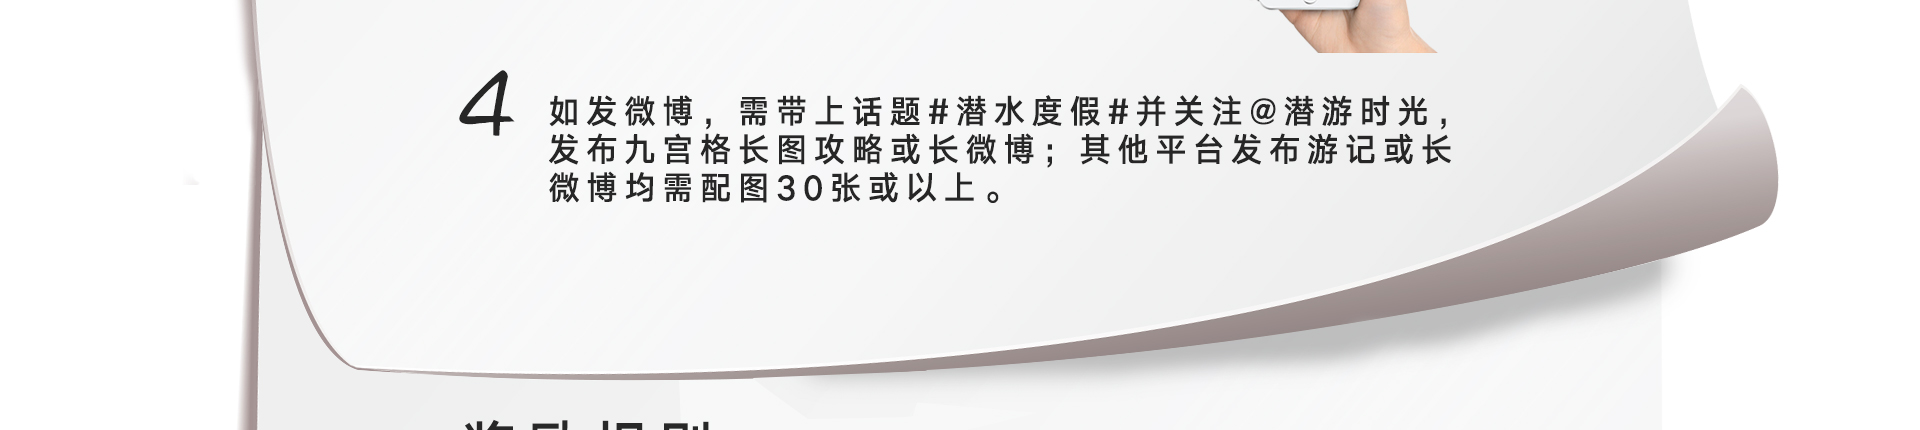 4
如发微博，需带上话题#潜水度假#并关注@潜游时光，
发布九宫格长图攻略或长微博；其他平台发布游记或长
微博均需配图30张或以上。